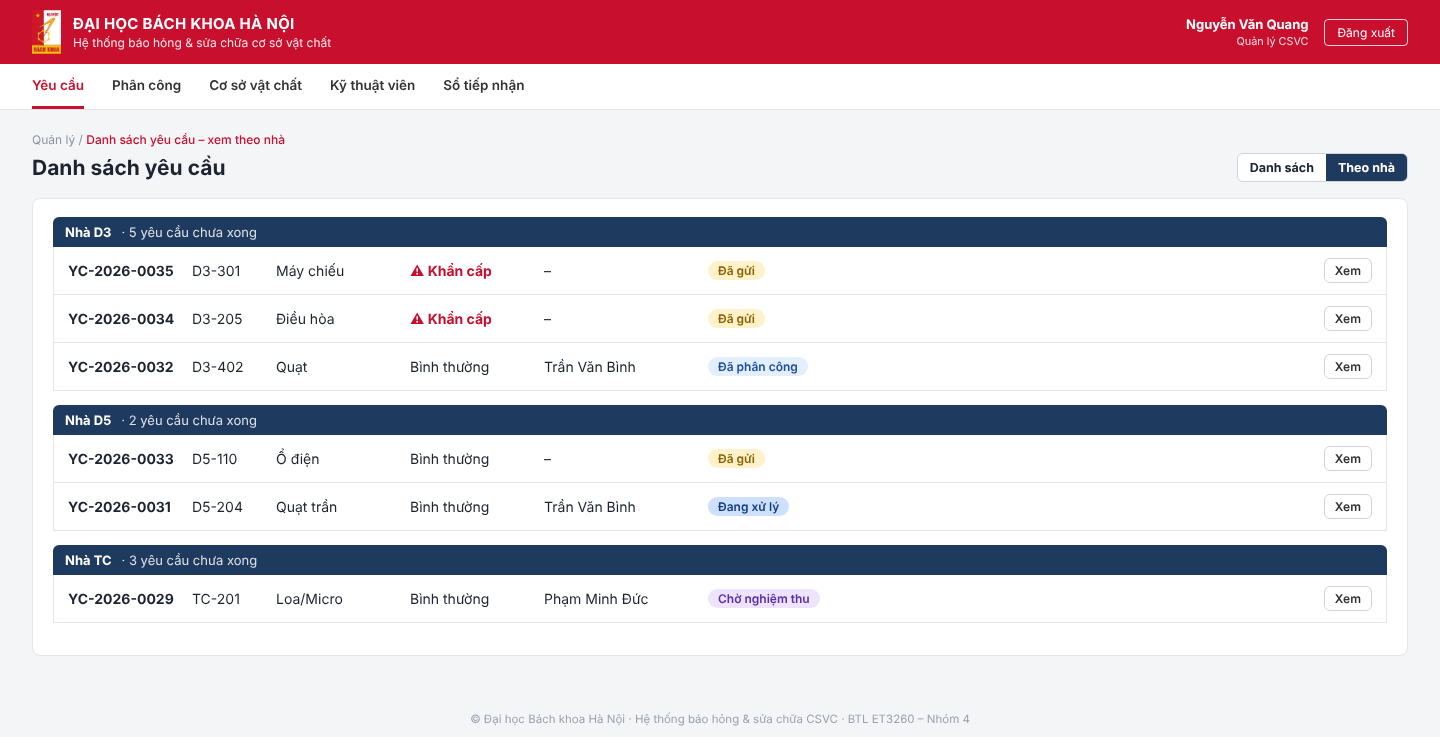 ĐẠI HỌC BÁCH KHOA HÀ NỘI
Hệ thống báo hỏng & sửa chữa cơ sở vật chất
BÁCH KHOA
Nguyễn Văn Quang
Quản lý CSVC
Đăng xuất
Yêu cầu Phân công Cơ sở vật chất Kỹ thuật viên Sổ tiếp nhận
Quản lý / Danh sách yêu cầu – xem theo nhà
Danh sách yêu cầu
Danh sách Theo nhà
Nhà D3 · 5 yêu cầu chưa xong
YC-2026-0035 D3-301 Máy chiếu ⚠ Khẩn cấp – Đã gửi Xem
YC-2026-0034 D3-205 Điều hòa ⚠ Khẩn cấp – Đã gửi Xem
YC-2026-0032 D3-402 Quạt Bình thường Trần Văn Bình Đã phân công Xem
Nhà D5 · 2 yêu cầu chưa xong
YC-2026-0033 D5-110 Ổ điện Bình thường – Đã gửi Xem
YC-2026-0031 D5-204 Quạt trần Bình thường Trần Văn Bình Đang xử lý Xem
Nhà TC · 3 yêu cầu chưa xong
YC-2026-0029 TC-201 Loa/Micro Bình thường Phạm Minh Đức Chờ nghiệm thu Xem
© Đại học Bách khoa Hà Nội · Hệ thống báo hỏng & sửa chữa CSVC · BTL ET3260 – Nhóm 4